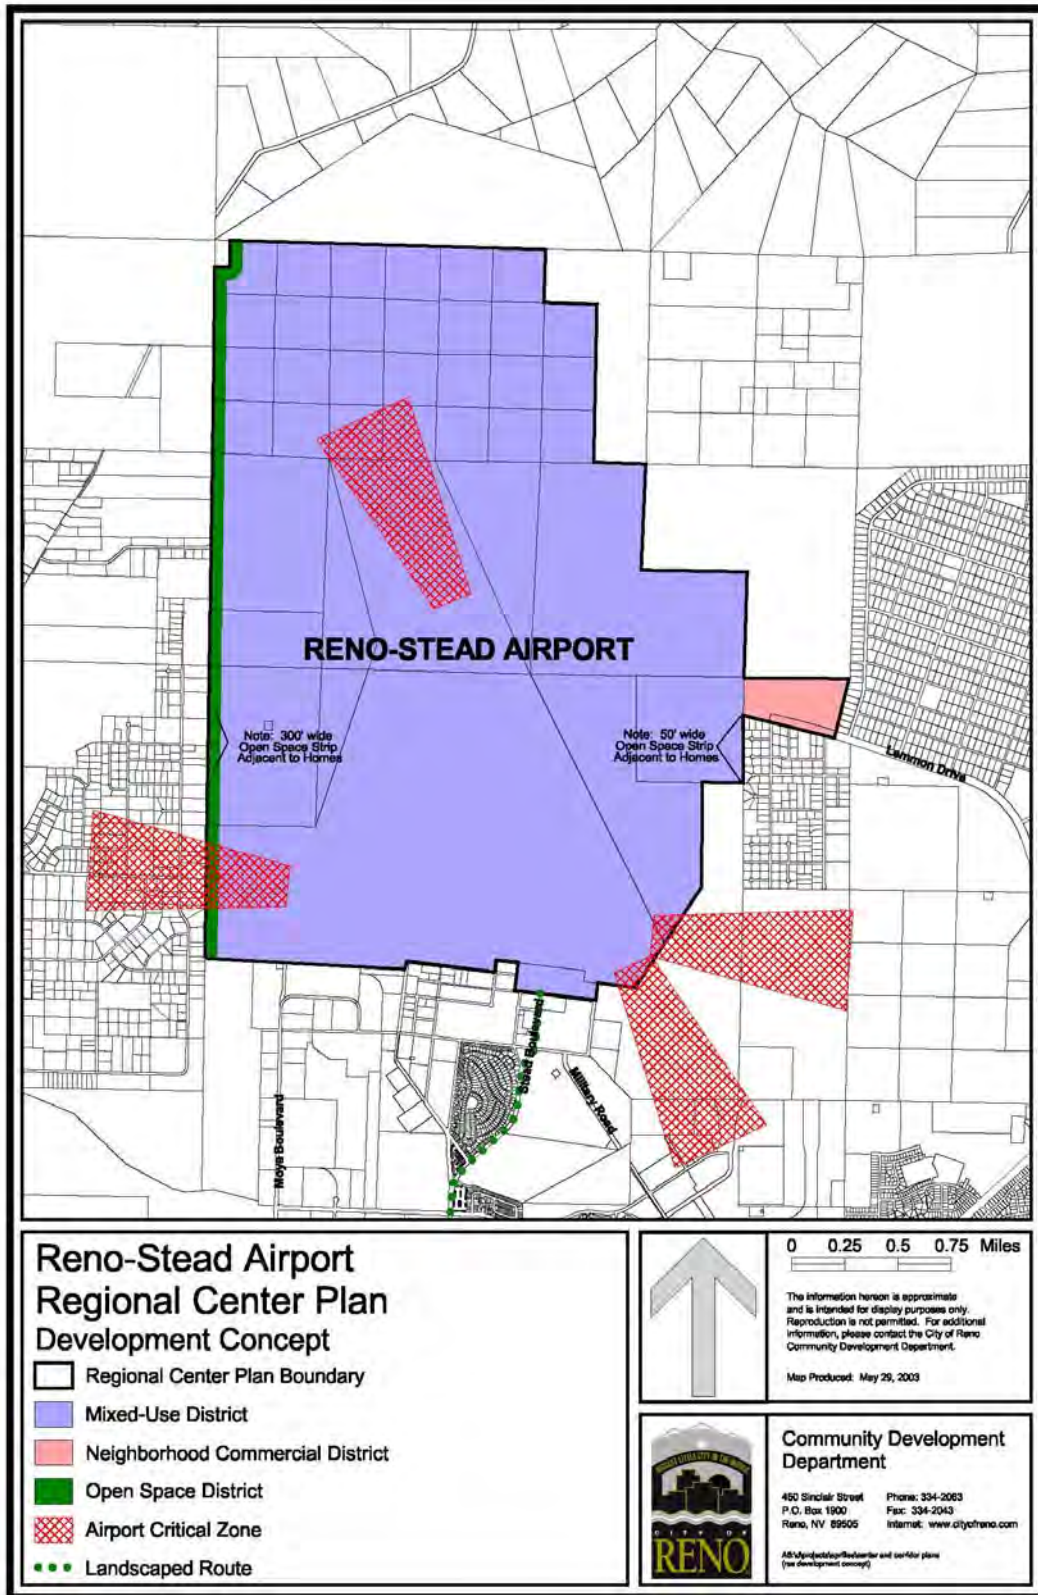 RENO-STEAD AIRPORT
Note: 300' wide
Open Space Strip
Adjacent to Homes
Note: 50' wide
Open Space Strip
Adjacent to Homes
Lemmon Drive
Stead Boulevard
Military Road
Moya Boulevard
Reno-Stead Airport
Regional Center Plan
Development Concept
Regional Center Plan Boundary
Mixed-Use District
Neighborhood Commercial District
Open Space District
Airport Critical Zone
Landscaped Route
0 0.25 0.5 0.75 Miles
The information hereon is approximate
and is intended for display purposes only.
Reproduction is not permitted. For additional
information, please contact the City of Reno
Community Development Department.
Map Produced: May 29, 2003
CITY OF
RENO
Community Development
Department
450 Sinclair Street Phone: 334-2063
P.O. Box 1900 Fax: 334-2043
Reno, NV 89505 Internet: www.cityofreno.com
(rsa development concept)